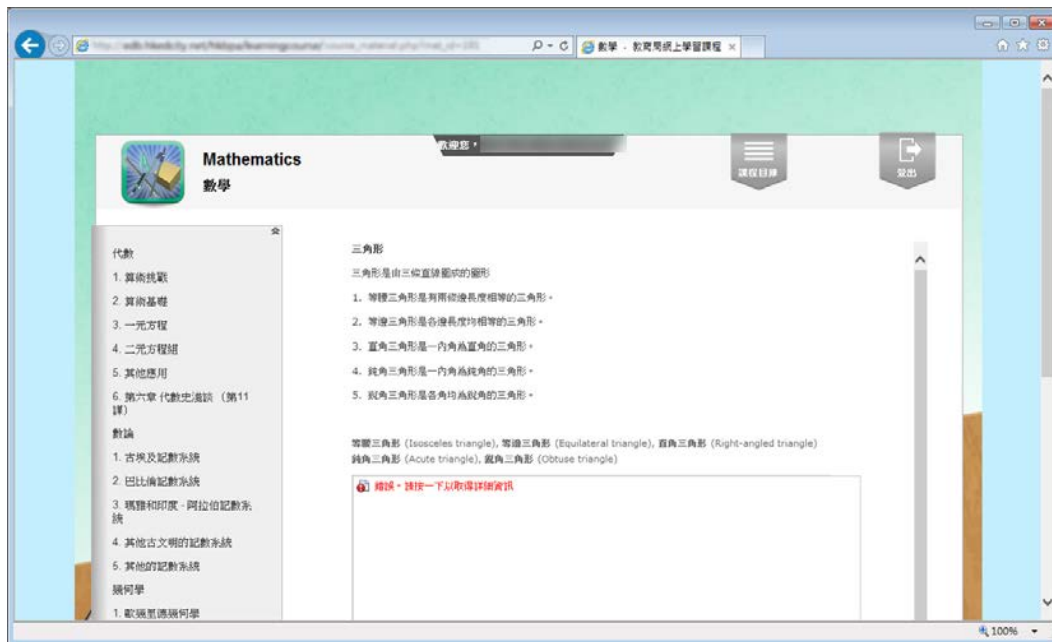 數學 - 教育局網上學習課程
歡迎您，
Mathematics
數學
課程目錄
登出
代數
1. 算術挑戰
2. 算術基礎
3. 一元方程
4. 二元方程組
5. 其他應用
6. 第六章 代數史漫談 (第11
課)
數論
1. 古埃及記數系統
2. 巴比倫記數系統
3. 瑪雅和印度 - 阿拉伯記數系
統
4. 其他古文明的記數系統
5. 其他的記數系統
幾何學
1. 歐幾里德幾何學
三角形
三角形是由三條直線圍成的圖形
1. 等腰三角形是有兩條邊長度相等的三角形。
2. 等邊三角形是各邊長度均相等的三角形。
3. 直角三角形是一內角為直角的三角形。
4. 鈍角三角形是一內角為鈍角的三角形。
5. 銳角三角形是各角均為銳角的三角形。
等腰三角形 (Isosceles triangle), 等邊三角形 (Equilateral triangle), 直角三角形 (Right-angled triangle)
鈍角三角形 (Acute triangle), 銳角三角形 (Obtuse triangle)
錯誤。請按一下以取得詳細資訊
100%